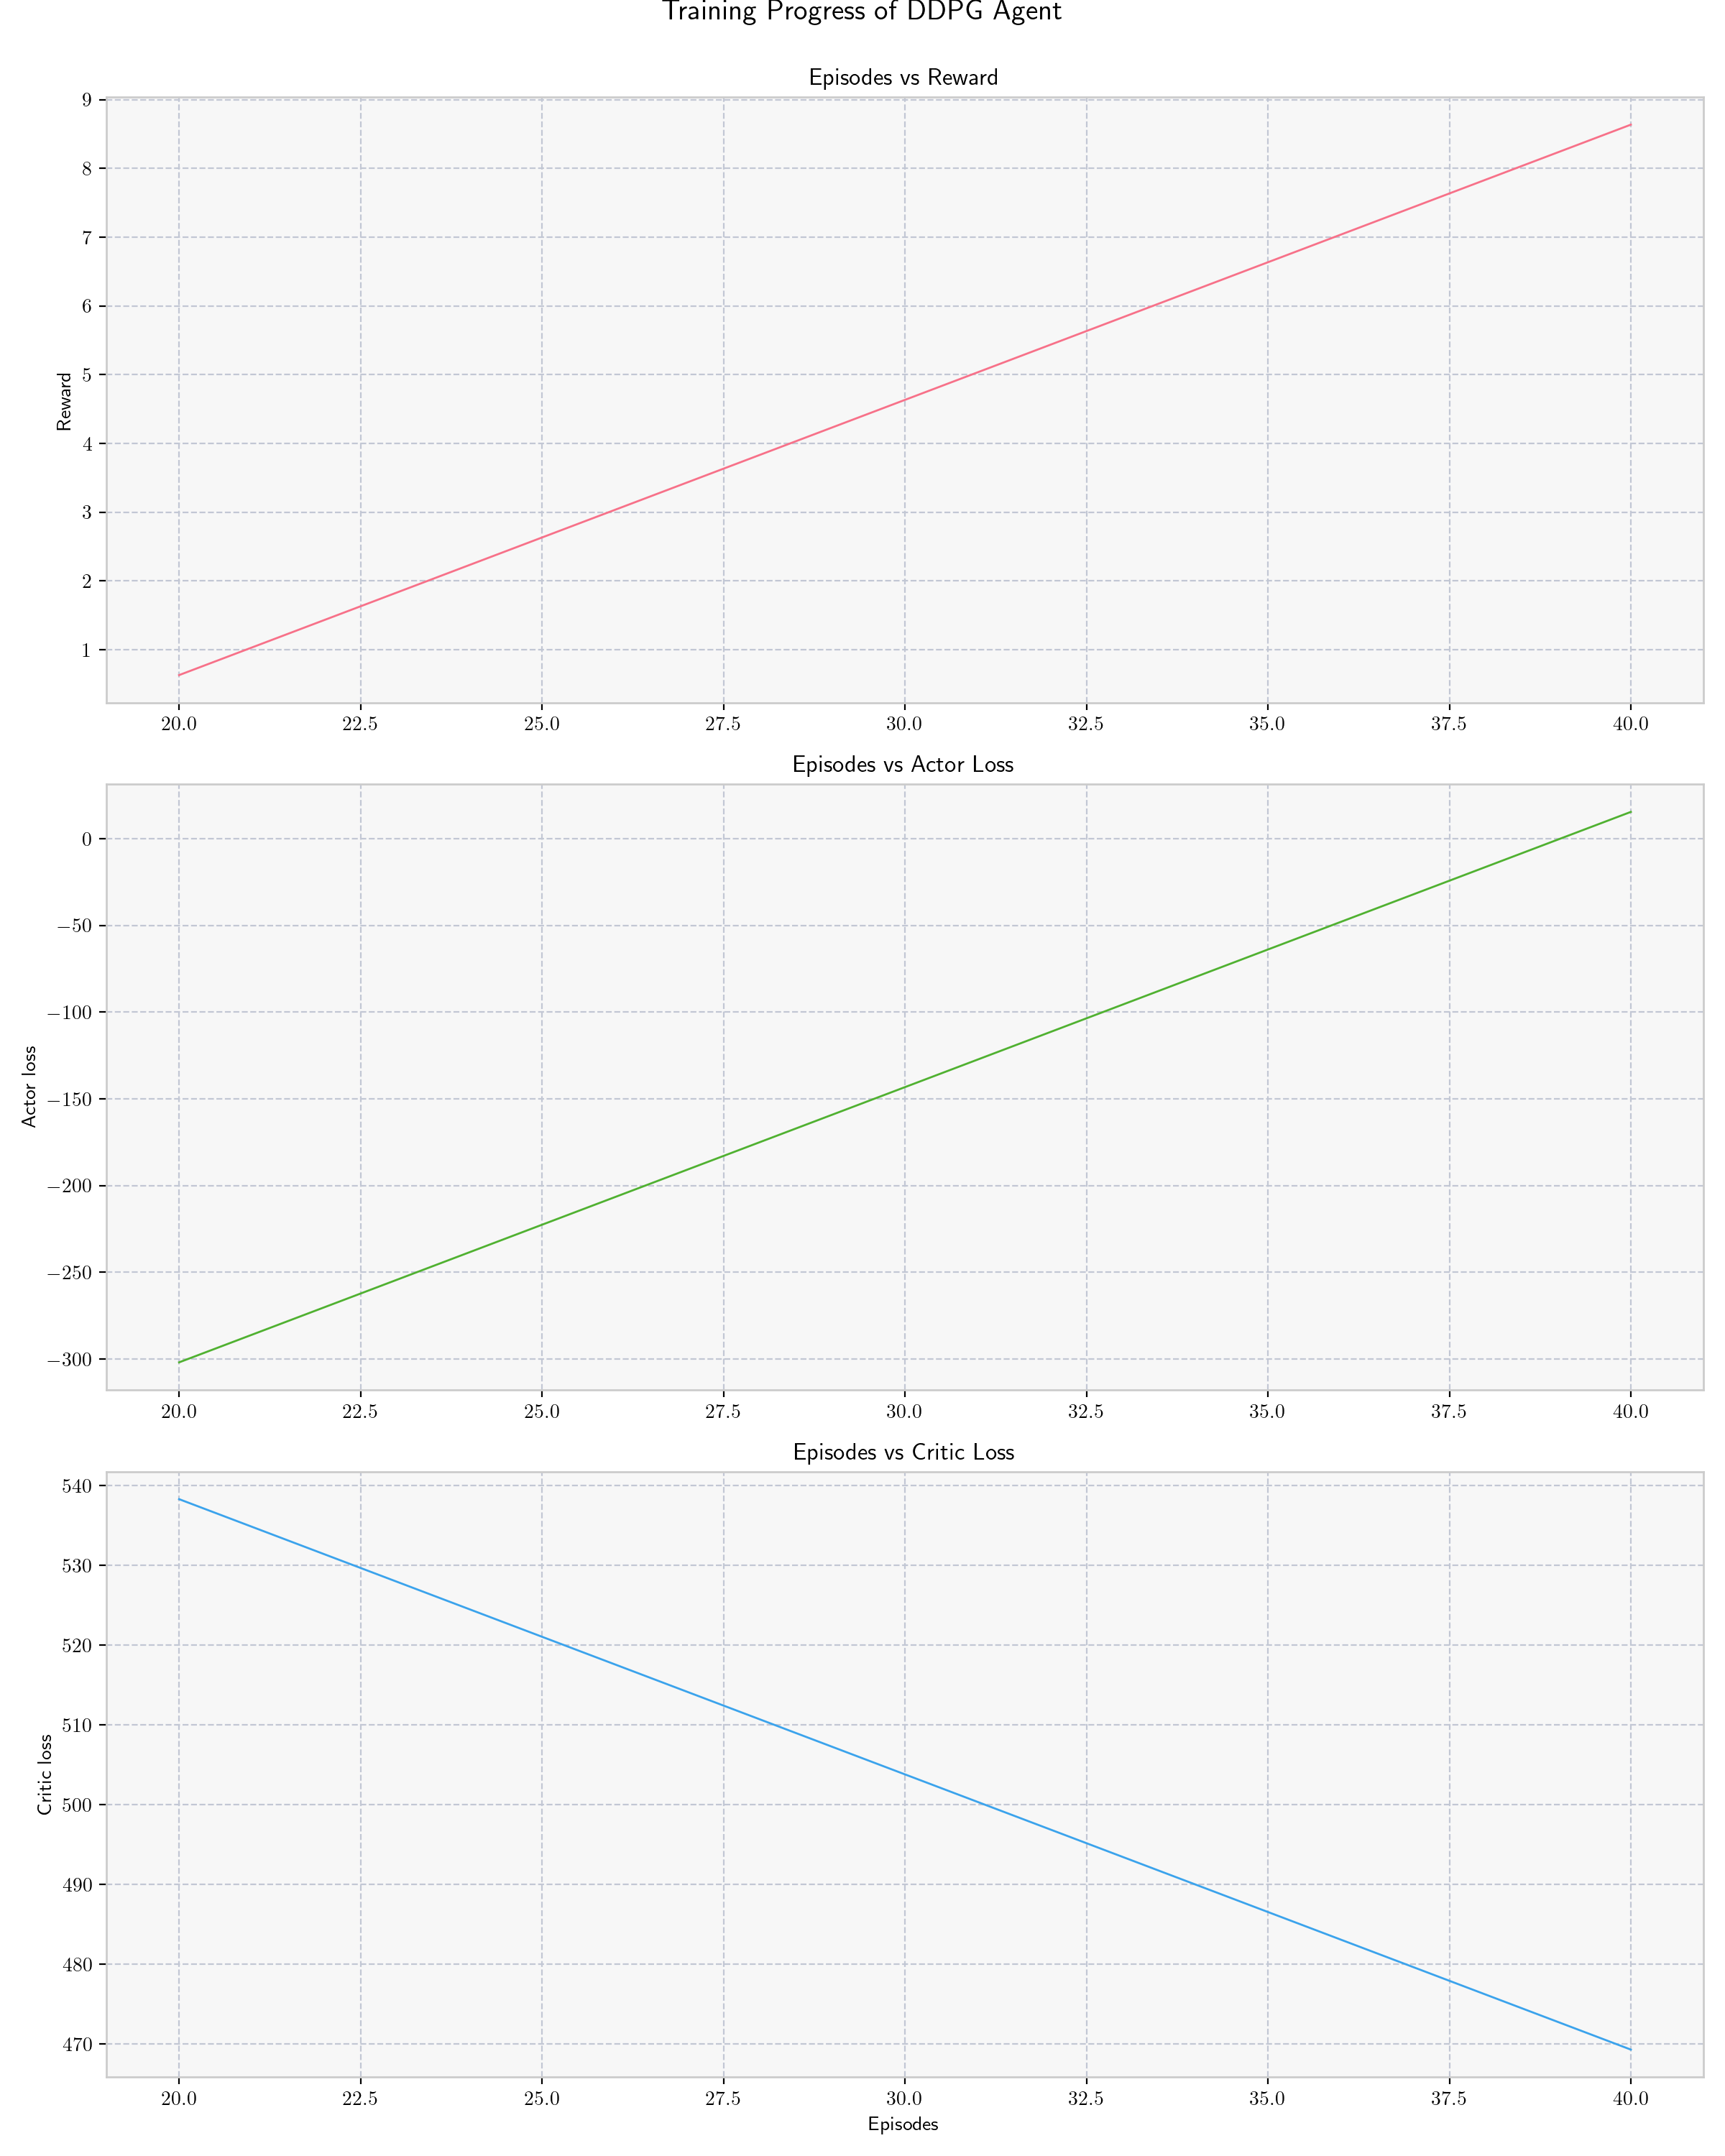 Training Progress of DDPG Agent
Episodes vs Reward
9
8
7
6
5
4
3
2
1
Reward
20.0 22.5 25.0 27.5 30.0 32.5 35.0 37.5 40.0
Episodes vs Actor Loss
0
−50
−100
−150
−200
−250
−300
Actor loss
20.0 22.5 25.0 27.5 30.0 32.5 35.0 37.5 40.0
Episodes vs Critic Loss
540
530
520
510
500
490
480
470
Critic loss
20.0 22.5 25.0 27.5 30.0 32.5 35.0 37.5 40.0
Episodes